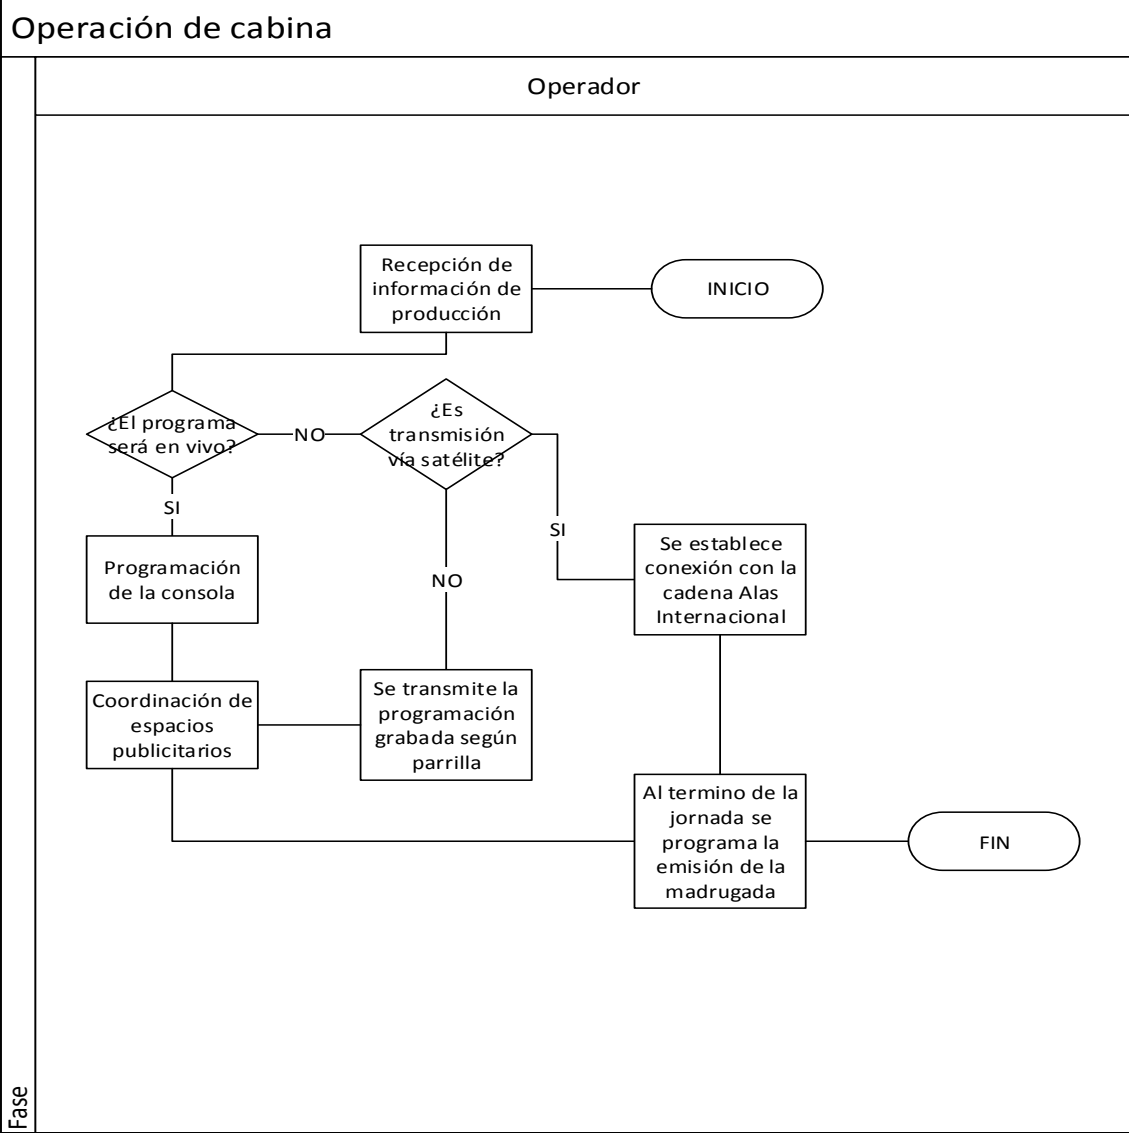 Operación de cabina
Operador
Recepción de
información de
producción
INICIO
¿El programa
será en vivo?
NO
¿Es
transmisión
vía satélite?
SI
SI
Programación
de la consola
NO
Se establece
conexión con la
cadena Alas
Internacional
Coordinación de
espacios
publicitarios
Se transmite la
programación
grabada según
parrilla
Al termino de la
jornada se
programa la
emisión de la
madrugada
FIN
Fase